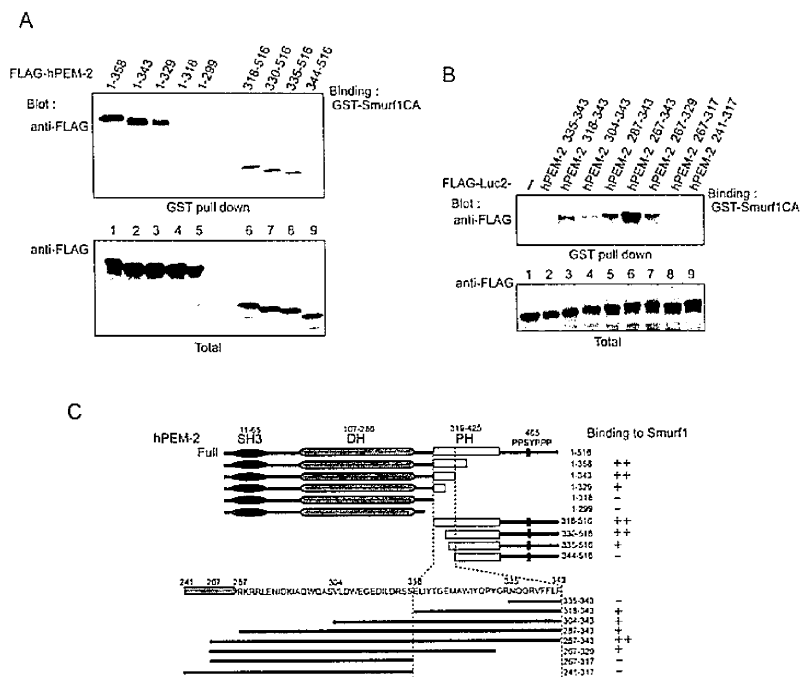 A
FLAG-hPEM-2
1-358
1-343
1-329
1-318
1-299
318-516
330-516
335-516
344-516
Binding :
GST-Smurf1CA
Blot :
anti-FLAG
GST pull down
anti-FLAG
1 2 3 4 5 6 7 8 9
Total
B
FLAG-Luc2-
–
hPEM-2 335-343
hPEM-2 318-343
hPEM-2 304-343
hPEM-2 287-343
hPEM-2 267-343
hPEM-2 267-329
hPEM-2 267-317
hPEM-2 241-317
Binding :
GST-Smurf1CA
Blot :
anti-FLAG
GST pull down
anti-FLAG
1 2 3 4 5 6 7 8 9
Total
C
hPEM-2
SH3
DH
PH
PPSYPPP
Binding to Smurf1
Full
1-516
1-358 ++
1-343 ++
1-329 +
1-318 –
1-299 –
318-516 ++
330-516 ++
335-516 +
344-516 –
241 267 287 304
335-343 –
318-343 +
304-343 +
287-343 +
267-343 ++
267-329 +
267-317 –
241-317 –